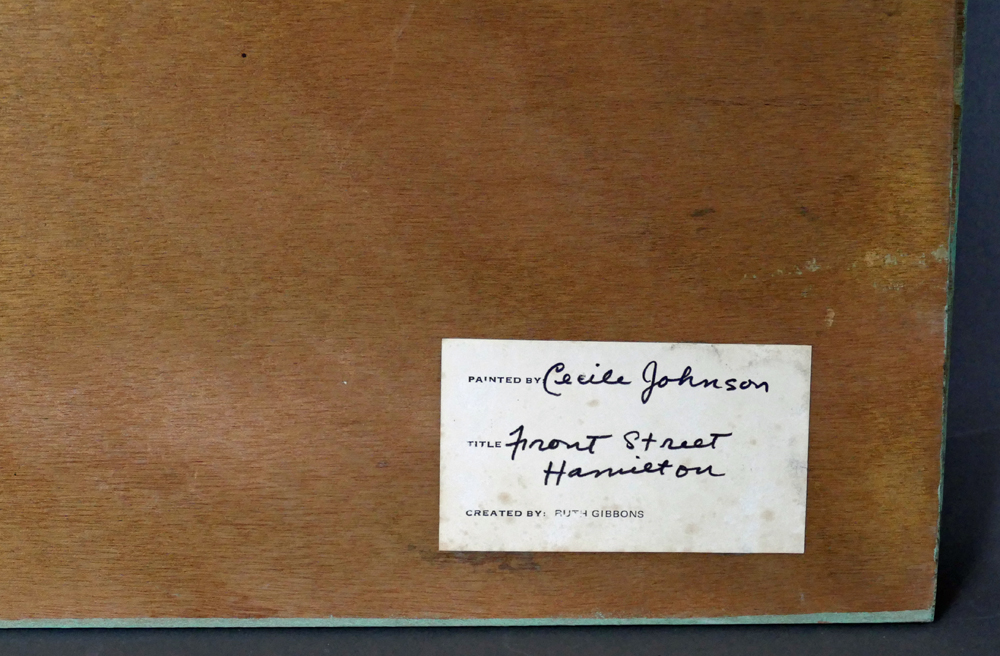 PAINTED BY: Cecile Johnson
TITLE Front Street
Hamilton
CREATED BY: RUTH GIBBONS